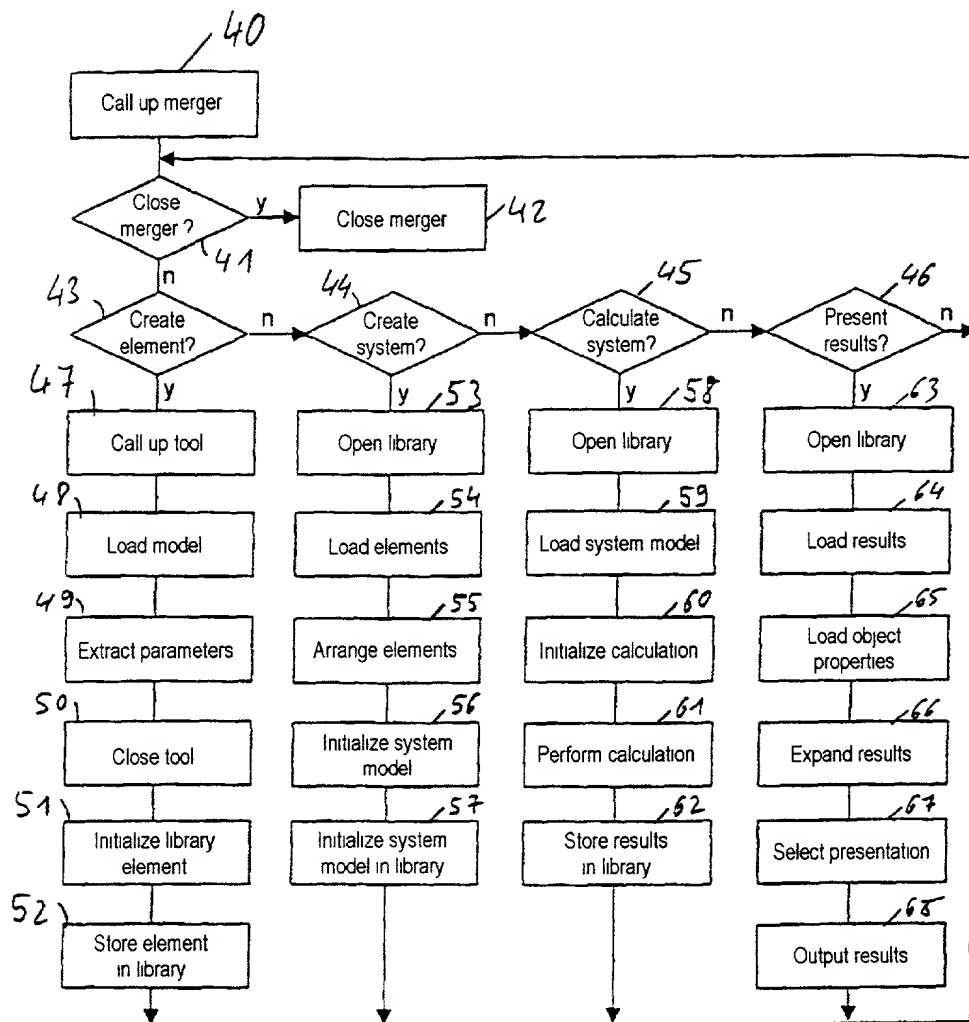 40
Call up merger
Close
merger?
y
Close merger
42
41
n
43
Create
element?
n
44
Create
system?
n
45
Calculate
system?
n
46
Present
results?
n
y
y
y
y
47
Call up tool
53
Open library
58
Open library
63
Open library
48
Load model
54
Load elements
59
Load system model
64
Load results
49
Extract parameters
55
Arrange elements
60
Initialize calculation
65
Load object
properties
50
Close tool
56
Initialize system
model
61
Perform calculation
66
Expand results
51
Initialize library
element
57
Initialize system
model in library
62
Store results
in library
67
Select presentation
52
Store element
in library
68
Output results